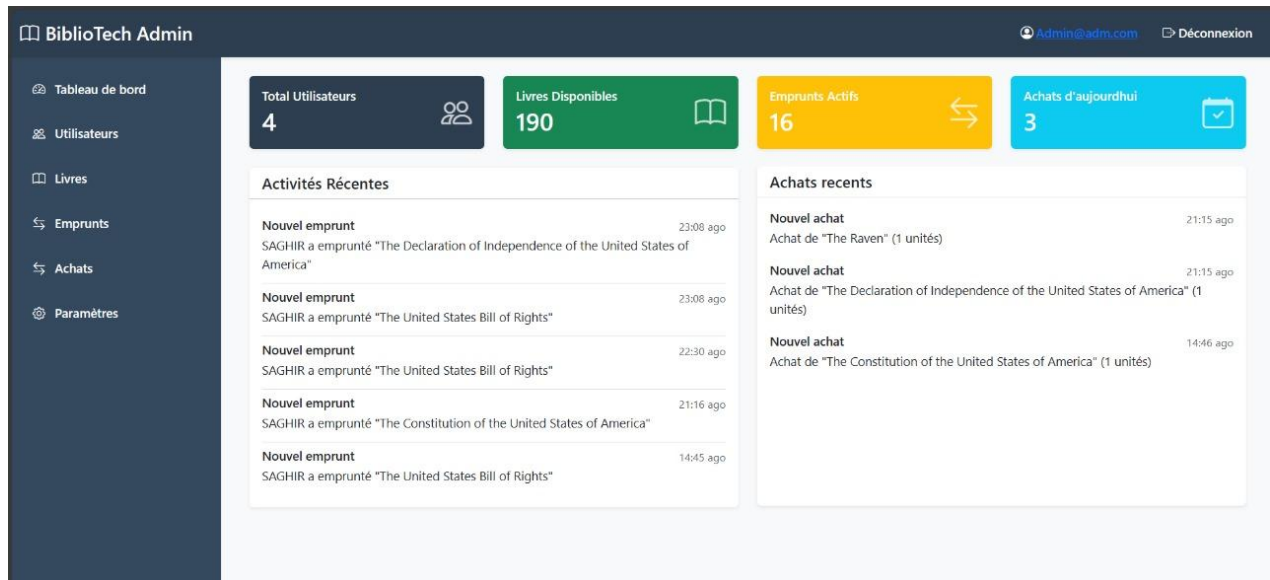 BiblioTech Admin
Admin@adm.com
Déconnexion
Tableau de bord
Utilisateurs
Livres
Emprunts
Achats
Paramètres
Total Utilisateurs
4
Livres Disponibles
190
Emprunts Actifs
16
Achats d'aujourdhui
3
Activités Récentes
Nouvel emprunt 23:08 ago
SAGHIR a emprunté "The Declaration of Independence of the United States of
America"
Nouvel emprunt 23:08 ago
SAGHIR a emprunté "The United States Bill of Rights"
Nouvel emprunt 22:30 ago
SAGHIR a emprunté "The United States Bill of Rights"
Nouvel emprunt 21:16 ago
SAGHIR a emprunté "The Constitution of the United States of America"
Nouvel emprunt 14:45 ago
SAGHIR a emprunté "The United States Bill of Rights"
Achats recents
Nouvel achat 21:15 ago
Achat de "The Raven" (1 unités)
Nouvel achat 21:15 ago
Achat de "The Declaration of Independence of the United States of America" (1
unités)
Nouvel achat 14:46 ago
Achat de "The Constitution of the United States of America" (1 unités)